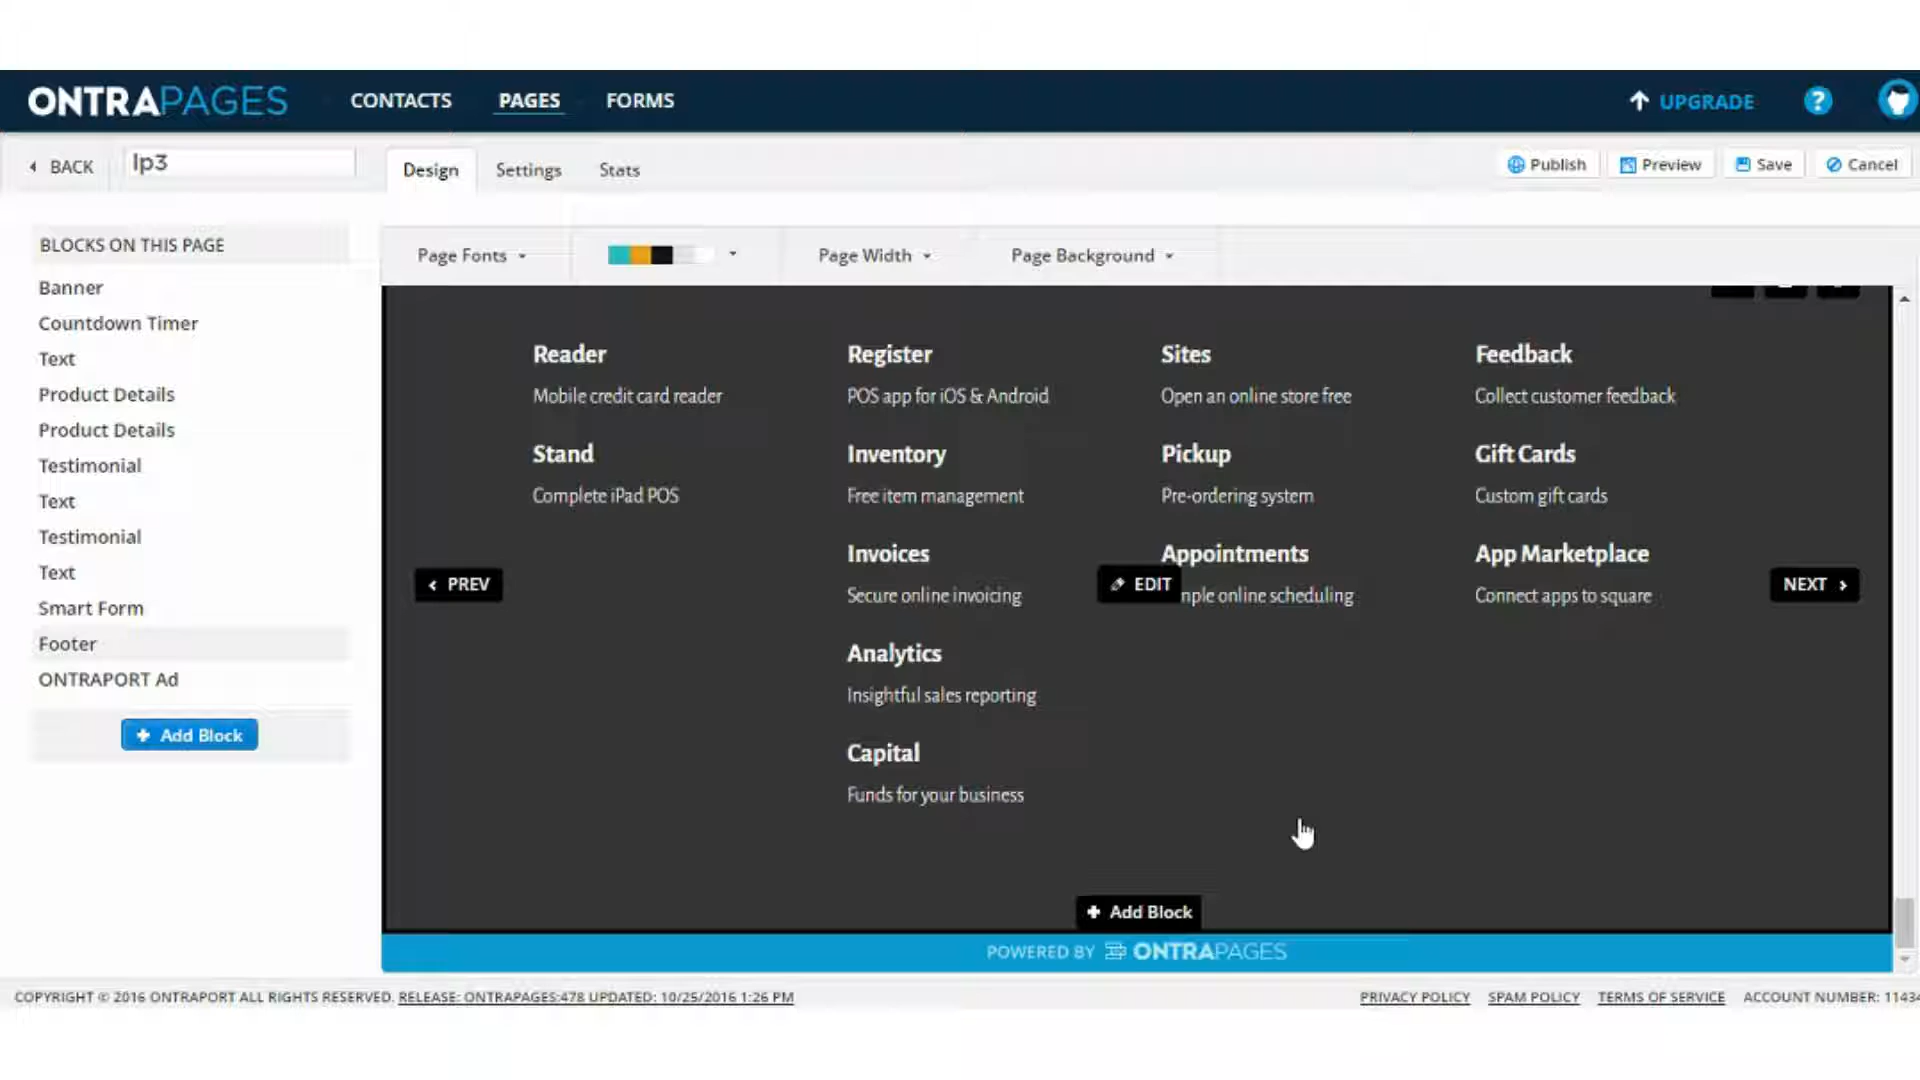 ONTRAPAGES CONTACTS PAGES FORMS UPGRADE ?
BACK lp3 Design Settings Stats Publish Preview Save Cancel
BLOCKS ON THIS PAGE
Banner
Countdown Timer
Text
Product Details
Product Details
Testimonial
Text
Testimonial
Text
Smart Form
Footer
ONTRAPORT Ad
Add Block
Page Fonts Page Width Page Background
Reader Register Sites Feedback
Mobile credit card reader POS app for iOS & Android Open an online store free Collect customer feedback
Stand Inventory Pickup Gift Cards
Complete iPad POS Free item management Pre-ordering system Custom gift cards
Invoices Appointments App Marketplace
PREV EDIT NEXT
Secure online invoicing online scheduling Connect apps to square
Analytics
Insightful sales reporting
Capital
Funds for your business
Add Block
POWERED BY ONTRAPAGES
COPYRIGHT © 2016 ONTRAPORT ALL RIGHTS RESERVED. RELEASE: ONTRAPAGES:478 UPDATED: 10/25/2016 1:26 PM PRIVACY POLICY SPAM POLICY TERMS OF SERVICE ACCOUNT NUMBER: 11434